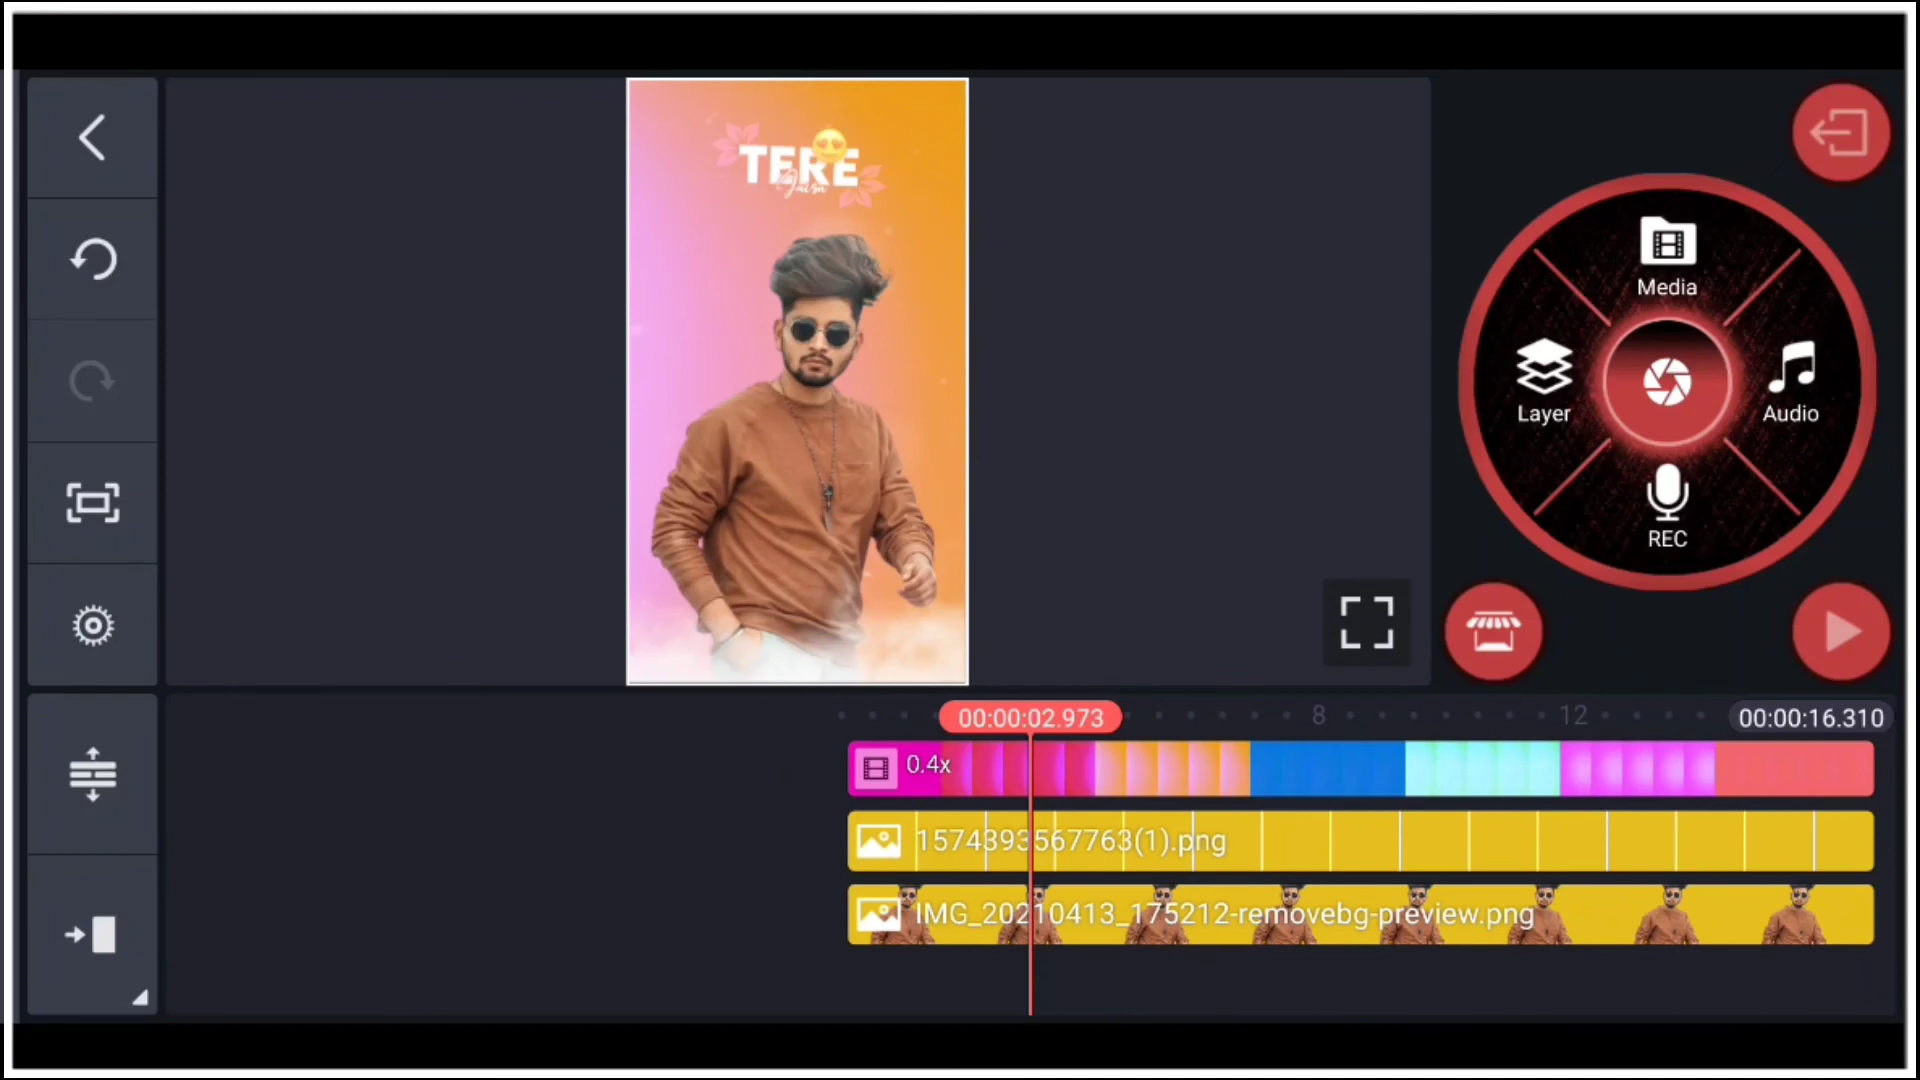 TERE
Media
Layer
Audio
REC
00:00:02.973
8
12
00:00:16.310
0.4x
1574393567763(1).png
IMG_20210413_175212-removebg-preview.png